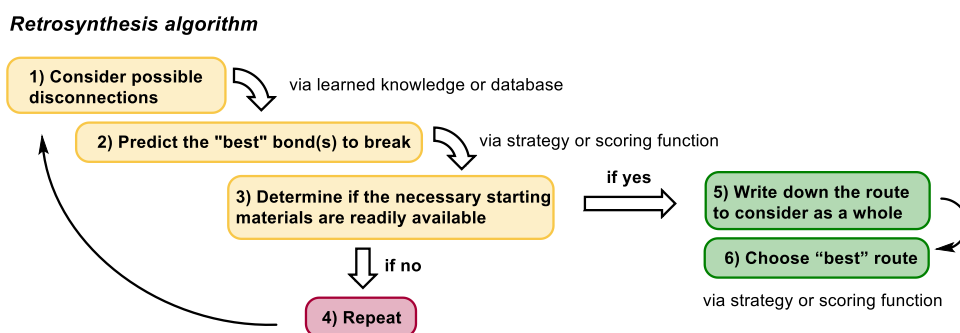 Retrosynthesis algorithm
1) Consider possible
disconnections
via learned knowledge or database
2) Predict the "best" bond(s) to break
via strategy or scoring function
3) Determine if the necessary starting
materials are readily available
if yes
5) Write down the route
to consider as a whole
6) Choose “best” route
via strategy or scoring function
if no
4) Repeat